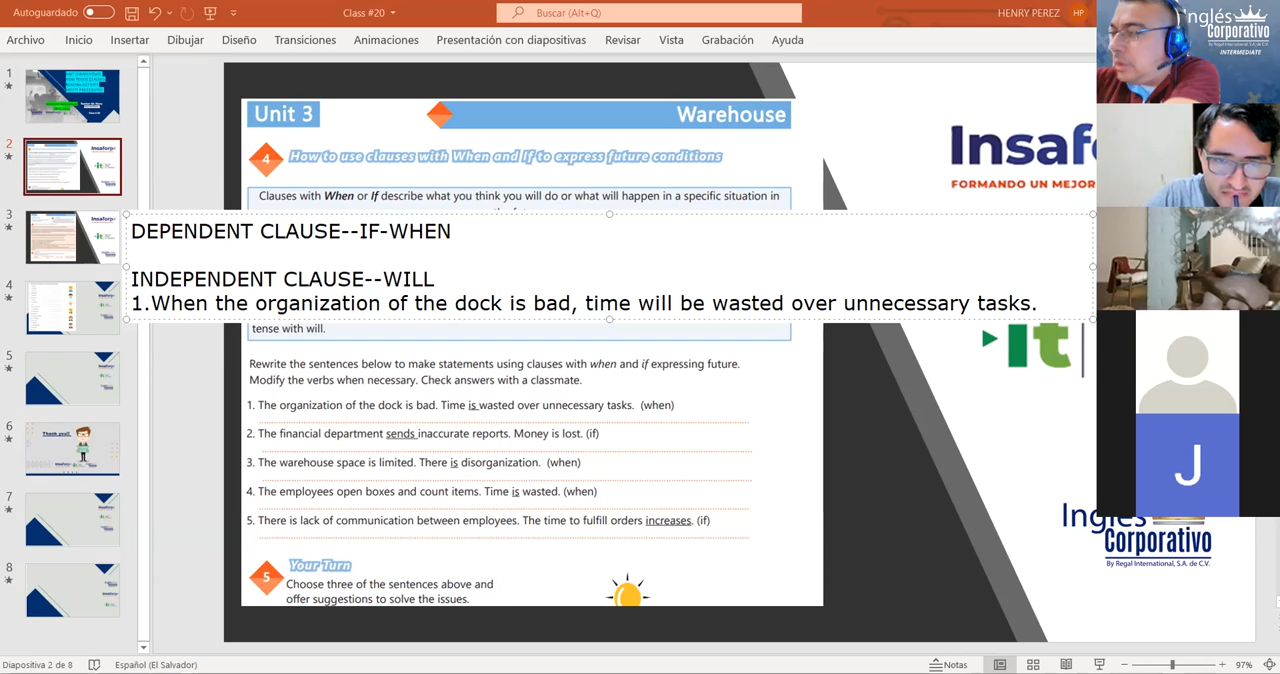 Autoguardado
Class #20
Buscar (Alt+Q)
HENRY PEREZ
HP
Archivo Inicio Insertar Dibujar Diseño Transiciones Animaciones Presentación con diapositivas Revisar Vista Grabación Ayuda
1
2
3
4
5
6
Thank you!!
7
8
Unit 3
Warehouse
4 How to use clauses with When and If to express future conditions
Clauses with When or If describe what you think you will do or what will happen in a specific situation in
DEPENDENT CLAUSE--IF-WHEN
INDEPENDENT CLAUSE--WILL
1.When the organization of the dock is bad, time will be wasted over unnecessary tasks.
tense with will.
Rewrite the sentences below to make statements using clauses with when and if expressing future.
Modify the verbs when necessary. Check answers with a classmate.
1. The organization of the dock is bad. Time is wasted over unnecessary tasks. (when)
2. The financial department sends inaccurate reports. Money is lost. (if)
3. The warehouse space is limited. There is disorganization. (when)
4. The employees open boxes and count items. Time is wasted. (when)
5. There is lack of communication between employees. The time to fulfill orders increases. (if)
5 Your Turn
Choose three of the sentences above and
offer suggestions to solve the issues.
Insaf
FORMANDO UN MEJOR
it
Inglés
Corporativo
By Regal International, S.A. de C.V.
Inglés
Corporativo
By Regal International, S.A. de C.V.
INTERMEDIATE
J
Diapositiva 2 de 8
Español (El Salvador)
Notas
97%